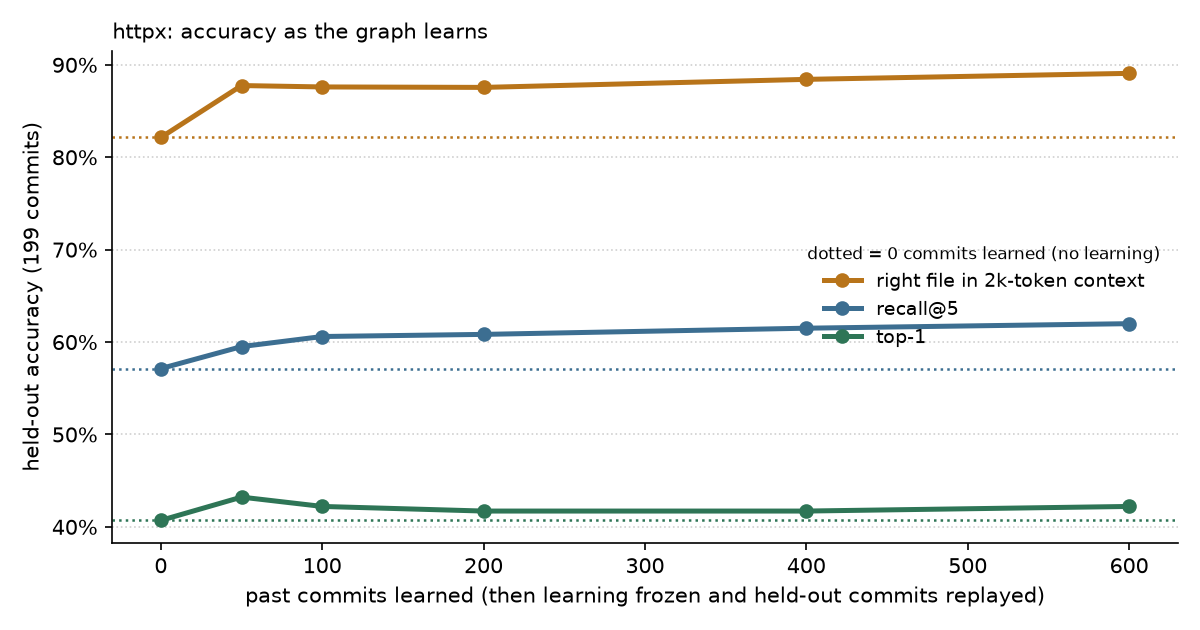 httpx: accuracy as the graph learns
90%
80%
70%
60%
50%
40%
held-out accuracy (199 commits)
dotted = 0 commits learned (no learning)
right file in 2k-token context
recall@5
top-1
0 100 200 300 400 500 600
past commits learned (then learning frozen and held-out commits replayed)